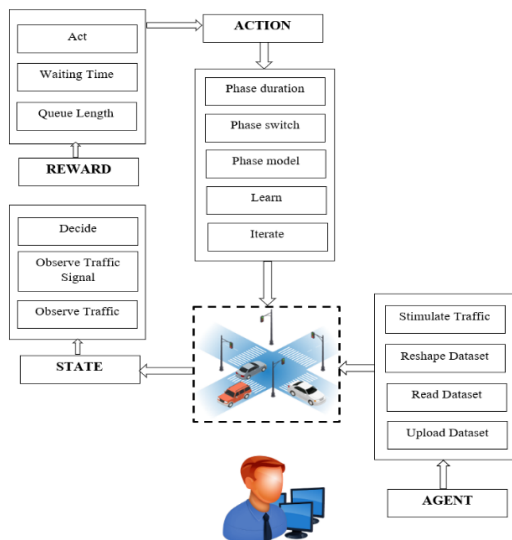 Act
Waiting Time
Queue Length
REWARD
ACTION
Phase duration
Phase switch
Phase model
Learn
Iterate
Decide
Observe Traffic
Signal
Observe Traffic
STATE
Stimulate Traffic
Reshape Dataset
Read Dataset
Upload Dataset
AGENT